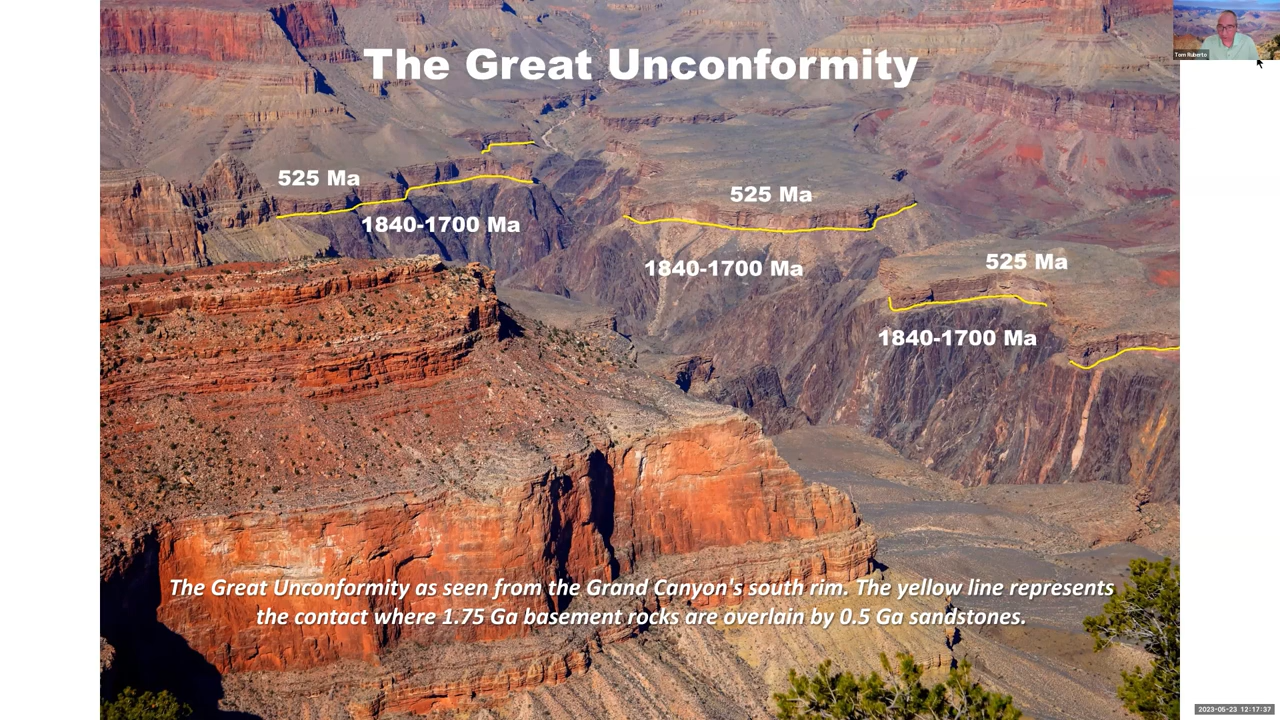 The Great Unconformity
Tom Ruberto
525 Ma
1840-1700 Ma
525 Ma
1840-1700 Ma
525 Ma
1840-1700 Ma
The Great Unconformity as seen from the Grand Canyon's south rim. The yellow line represents
the contact where 1.75 Ga basement rocks are overlain by 0.5 Ga sandstones.
2023-05-23 12:17:37